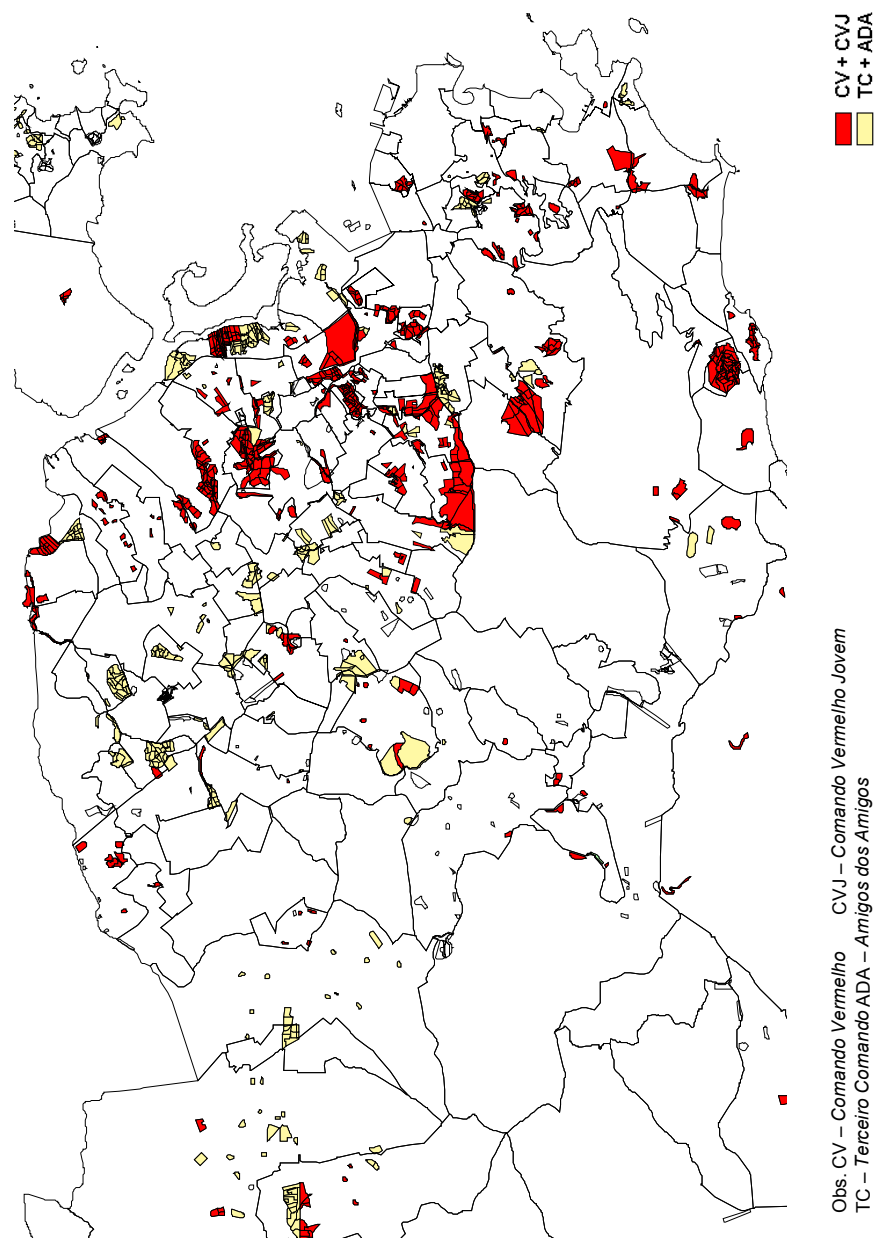 CV + CVJ
TC + ADA
Obs. CV – Comando Vermelho CVJ – Comando Vermelho Jovem
TC – Terceiro Comando ADA – Amigos dos Amigos